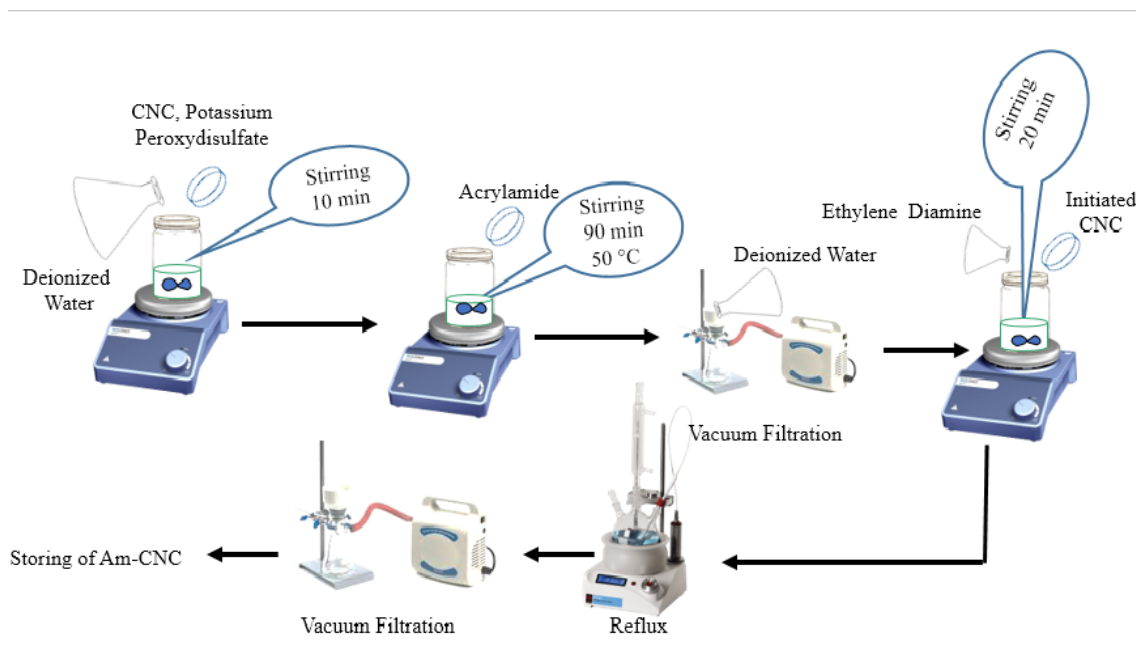 CNC, Potassium
Peroxydisulfate
Stirring
10 min
Deionized
Water
Acrylamide
Stirring
90 min
50 °C
Deionized Water
Vacuum Filtration
Ethylene Diamine
Stirring
20 min
Initiated
CNC
Reflux
Vacuum Filtration
Storing of Am-CNC